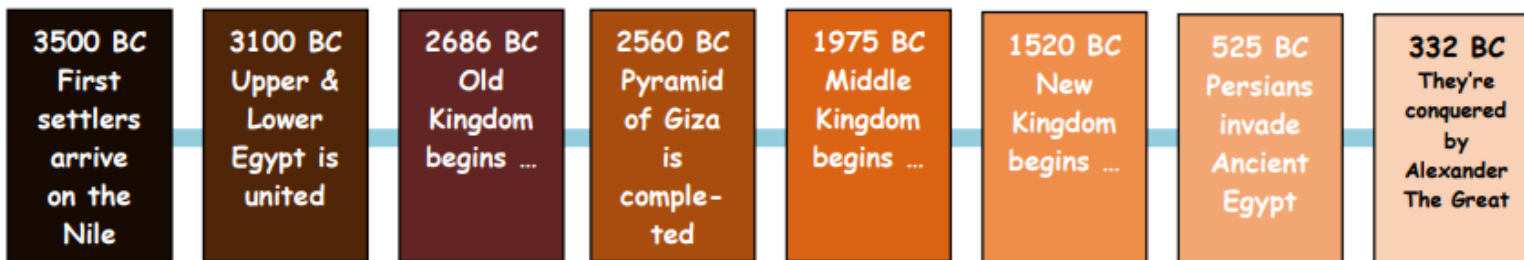 3500 BC
First
settlers
arrive
on the
Nile
3100 BC
Upper &
Lower
Egypt is
united
2686 BC
Old
Kingdom
begins …
2560 BC
Pyramid
of Giza
is
comple-
ted
1975 BC
Middle
Kingdom
begins …
1520 BC
New
Kingdom
begins …
525 BC
Persians
invade
Ancient
Egypt
332 BC
They're
conquered
by
Alexander
The Great